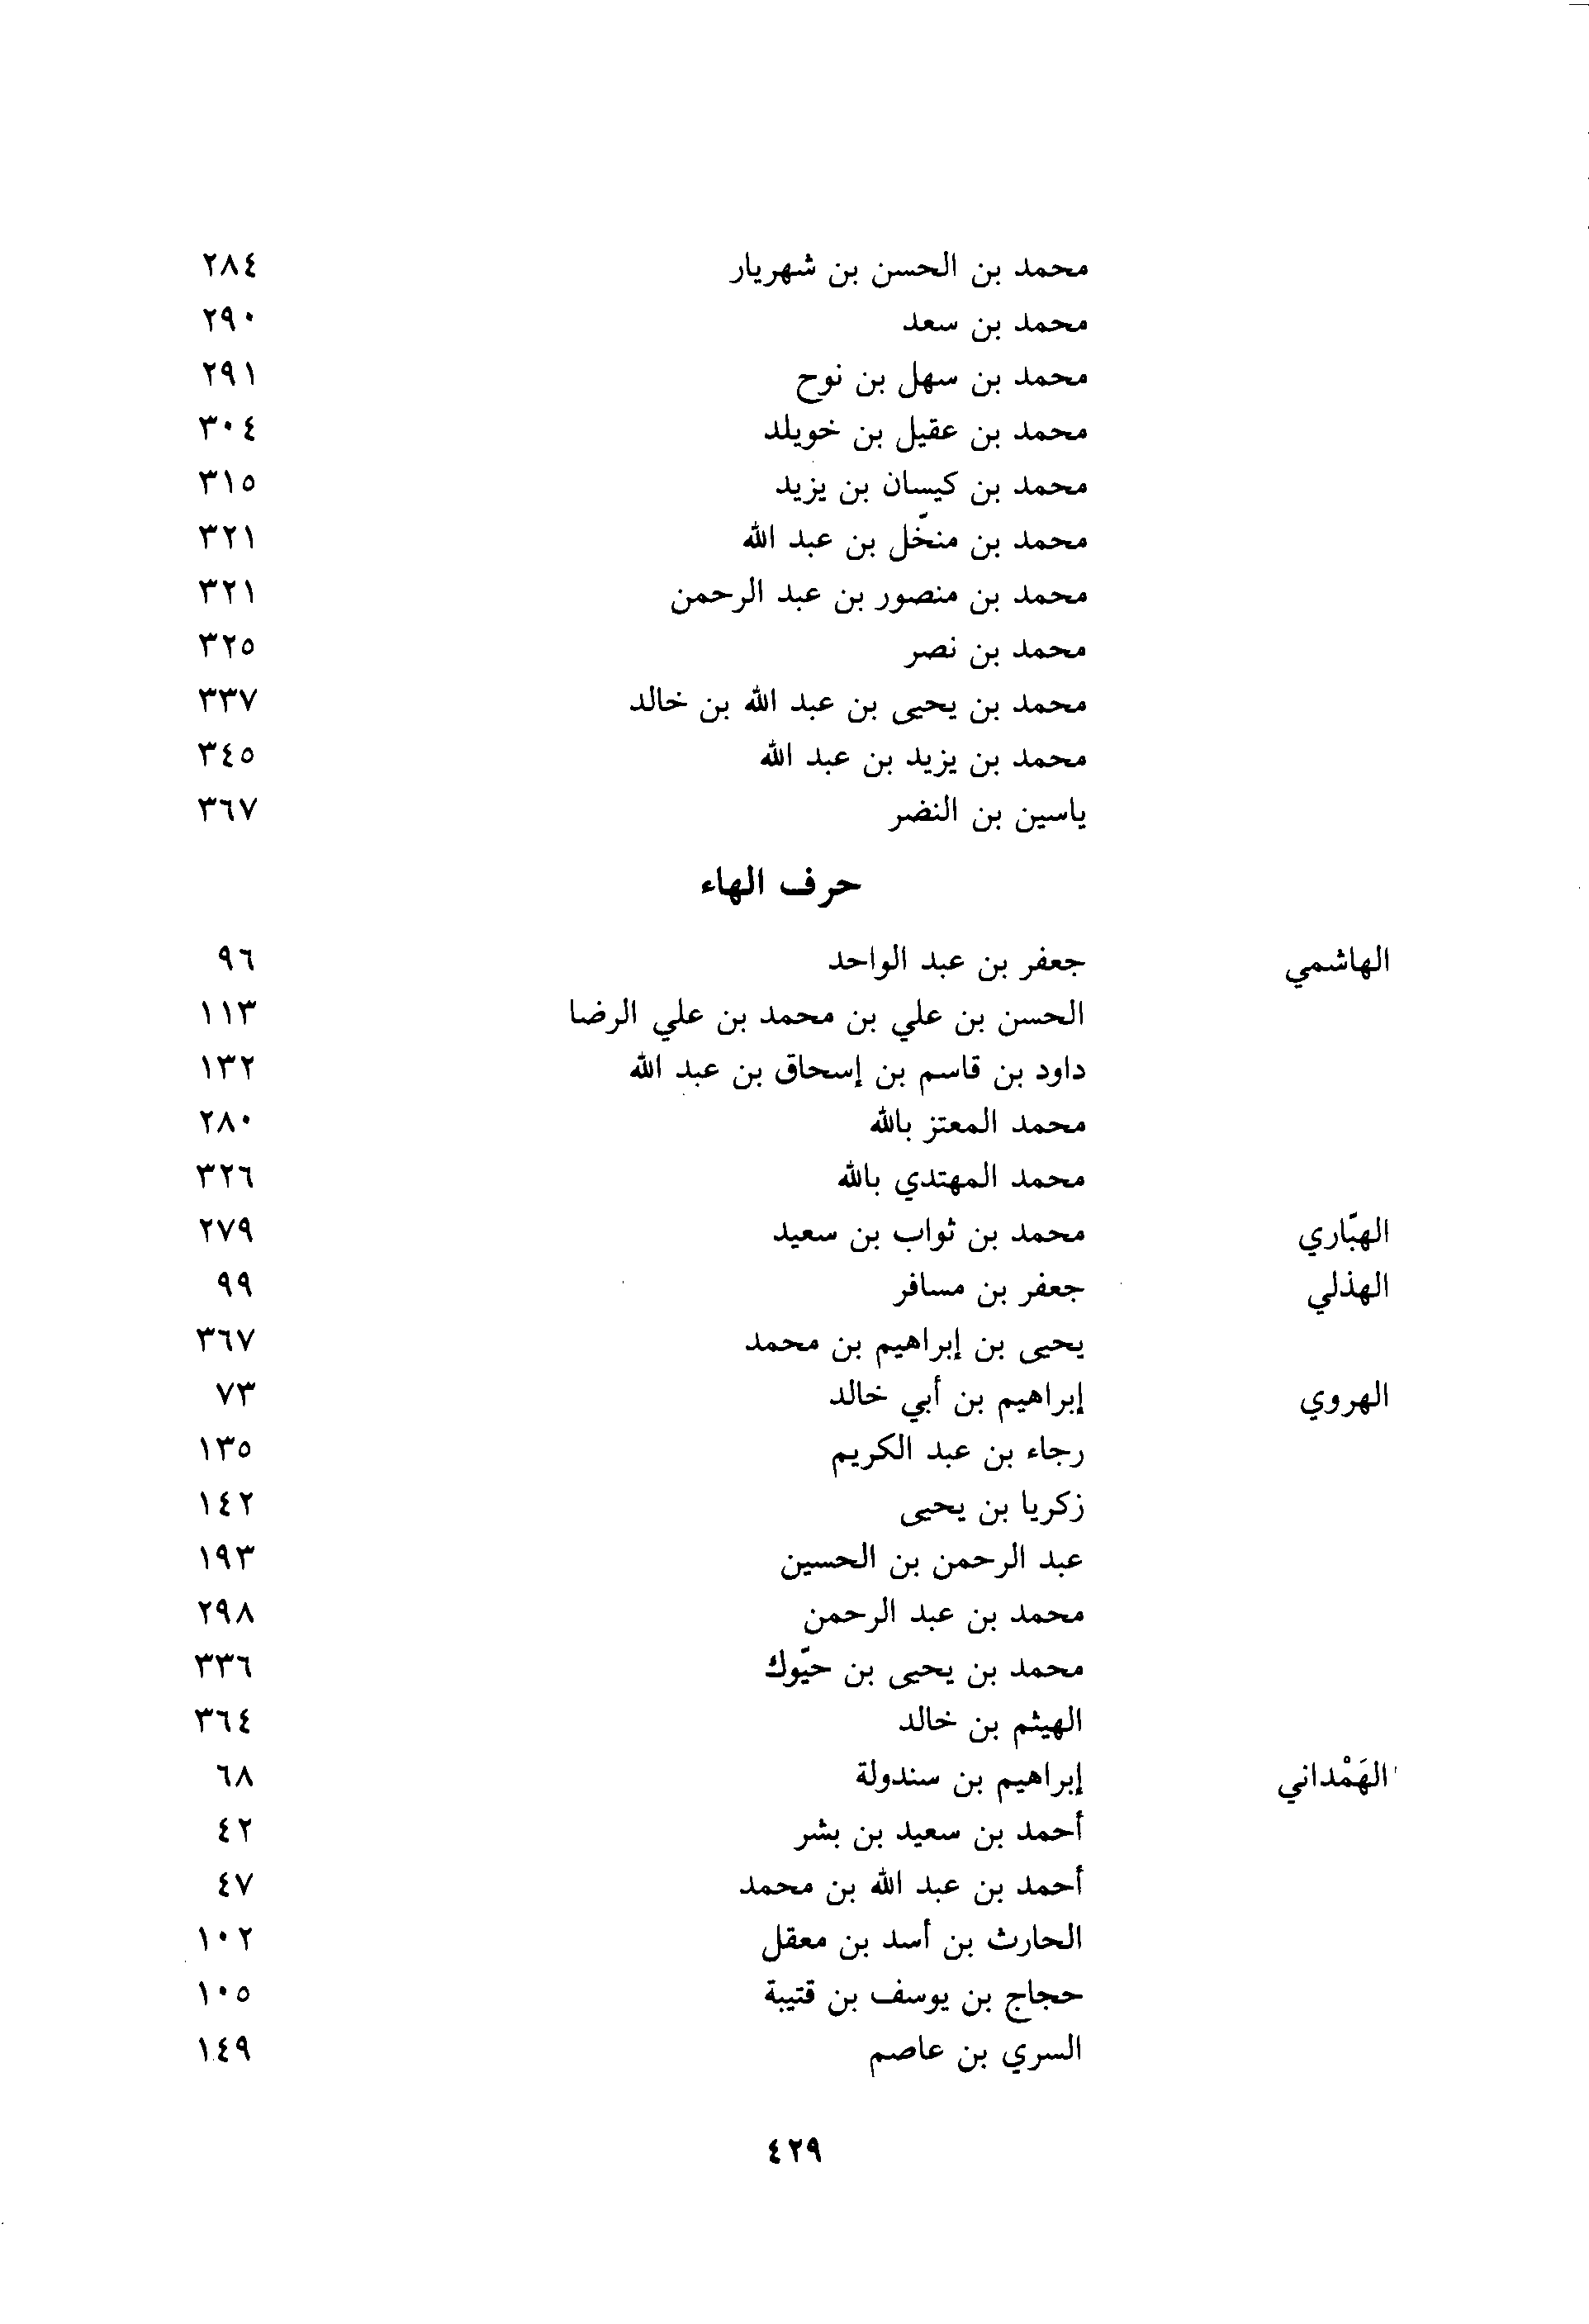 محمد بن الحسن بن شهريار ٢٨٤
محمد بن سعد ٢٩٠
محمد بن سهل بن نوح ٢٩١
محمد بن عقيل بن خويلد ٣٠٤
محمد بن كيسان بن يزيد ٣١٥
محمد بن منخّل بن عبد الله ٣٢١
محمد بن منصور بن عبد الرحمن ٣٢١
محمد بن نصر ٣٢٥
محمد بن يحيى بن عبد الله بن خالد ٣٣٧
محمد بن يزيد بن عبد الله ٣٤٥
ياسين بن النضر ٣٦٧
حرف الهاء
الهاشمي جعفر بن عبد الواحد ٩٦
الحسن بن علي بن محمد بن علي الرضا ١١٣
داود بن قاسم بن إسحاق بن عبد الله ١٣٢
محمد المعتز بالله ٢٨٠
محمد المهتدي بالله ٣٢٦
الهبّاري محمد بن ثواب بن سعيد ٢٧٩
الهذلي جعفر بن مسافر ٩٩
يحيى بن إبراهيم بن محمد ٣٦٧
الهروي إبراهيم بن أبي خالد ٧٣
رجاء بن عبد الكريم ١٣٥
زكريا بن يحيى ١٤٢
عبد الرحمن بن الحسين ١٩٣
محمد بن عبد الرحمن ٢٩٨
محمد بن يحيى بن حيّوك ٣٣٦
الهيثم بن خالد ٣٦٤
الهَمْداني إبراهيم بن سندولة ٦٨
أحمد بن سعيد بن بشر ٤٢
أحمد بن عبد الله بن محمد ٤٧
الحارث بن أسد بن معقل ١٠٢
حجاج بن يوسف بن قتيبة ١٠٥
السري بن عاصم ١٤٩
٤٢٩